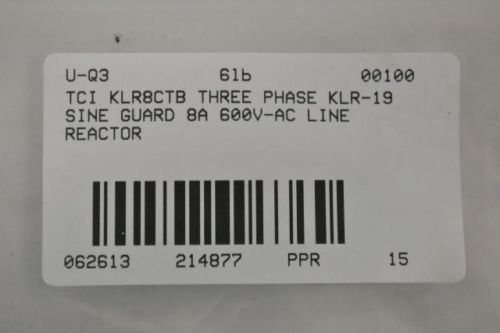 U-Q3 6lb 00100
TCI KLR8CTB THREE PHASE KLR-19
SINE GUARD 8A 600V-AC LINE
REACTOR
062613 214877 PPR 15